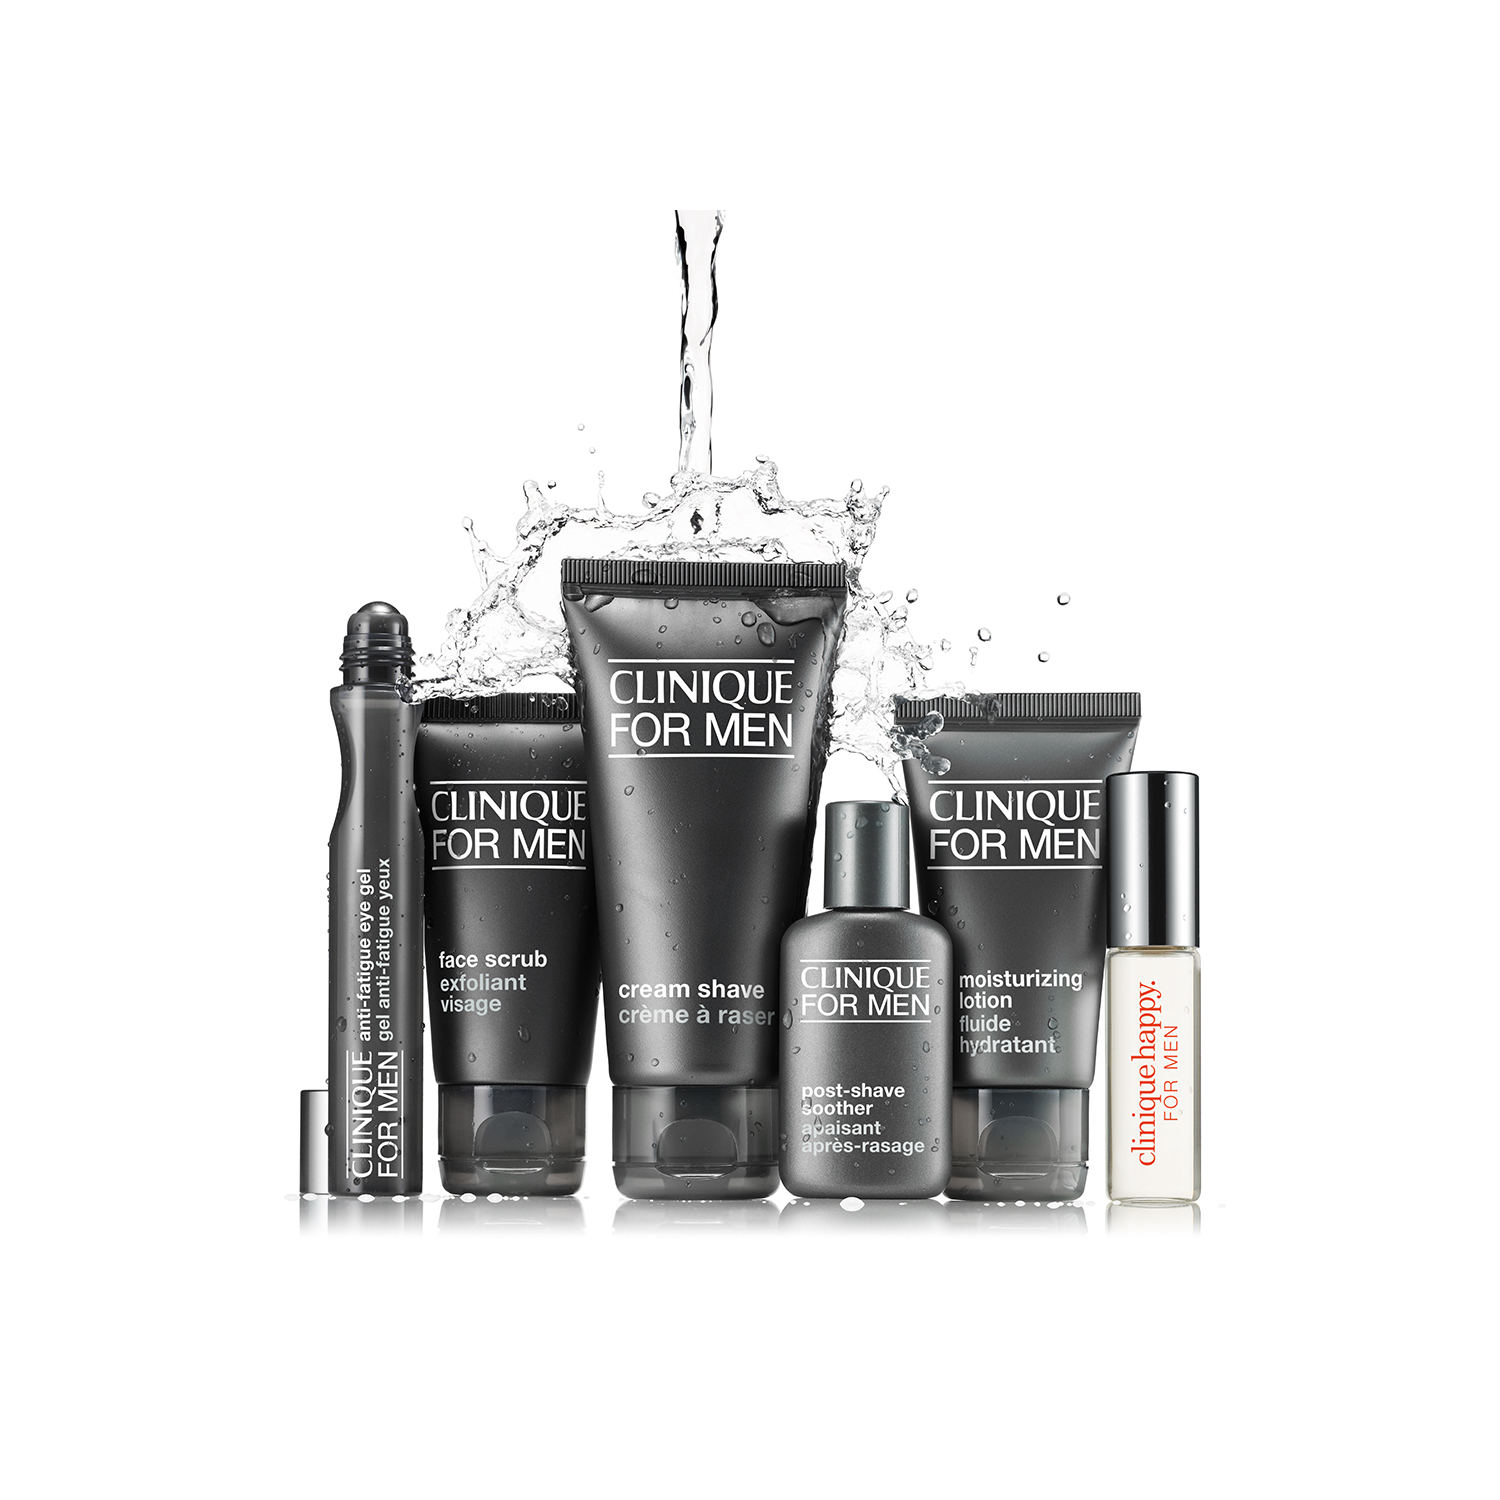 CLINIQUE
FOR MEN
anti-fatigue eye gel
gel anti-fatigue yeux
CLINIQUE
FOR MEN
face scrub
exfoliant
visage
CLINIQUE
FOR MEN
cream shave
crème à raser
CLINIQUE
FOR MEN
post-shave
soother
apaisant
après-rasage
CLINIQUE
FOR MEN
moisturizing
lotion
fluide
hydratant
clinique happy.
FOR MEN